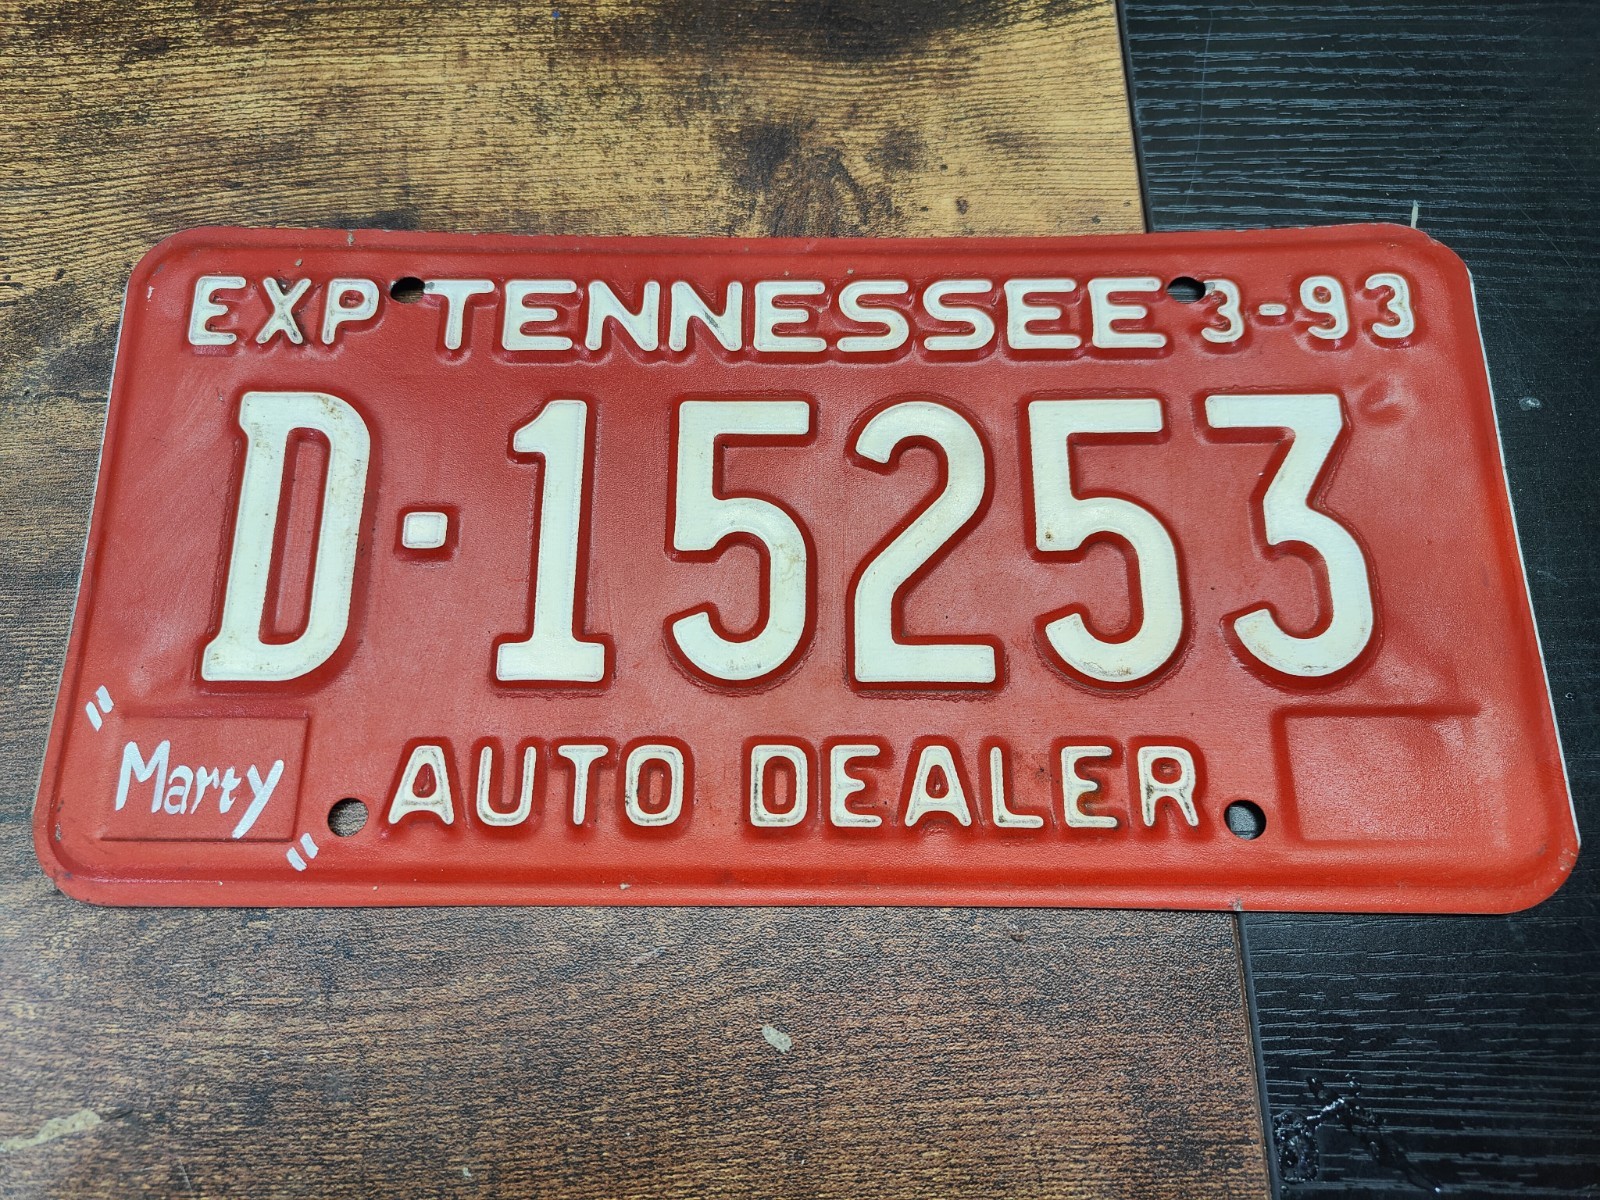 EXP TENNESSEE 3-93
D-15253
"Marty"
AUTO DEALER